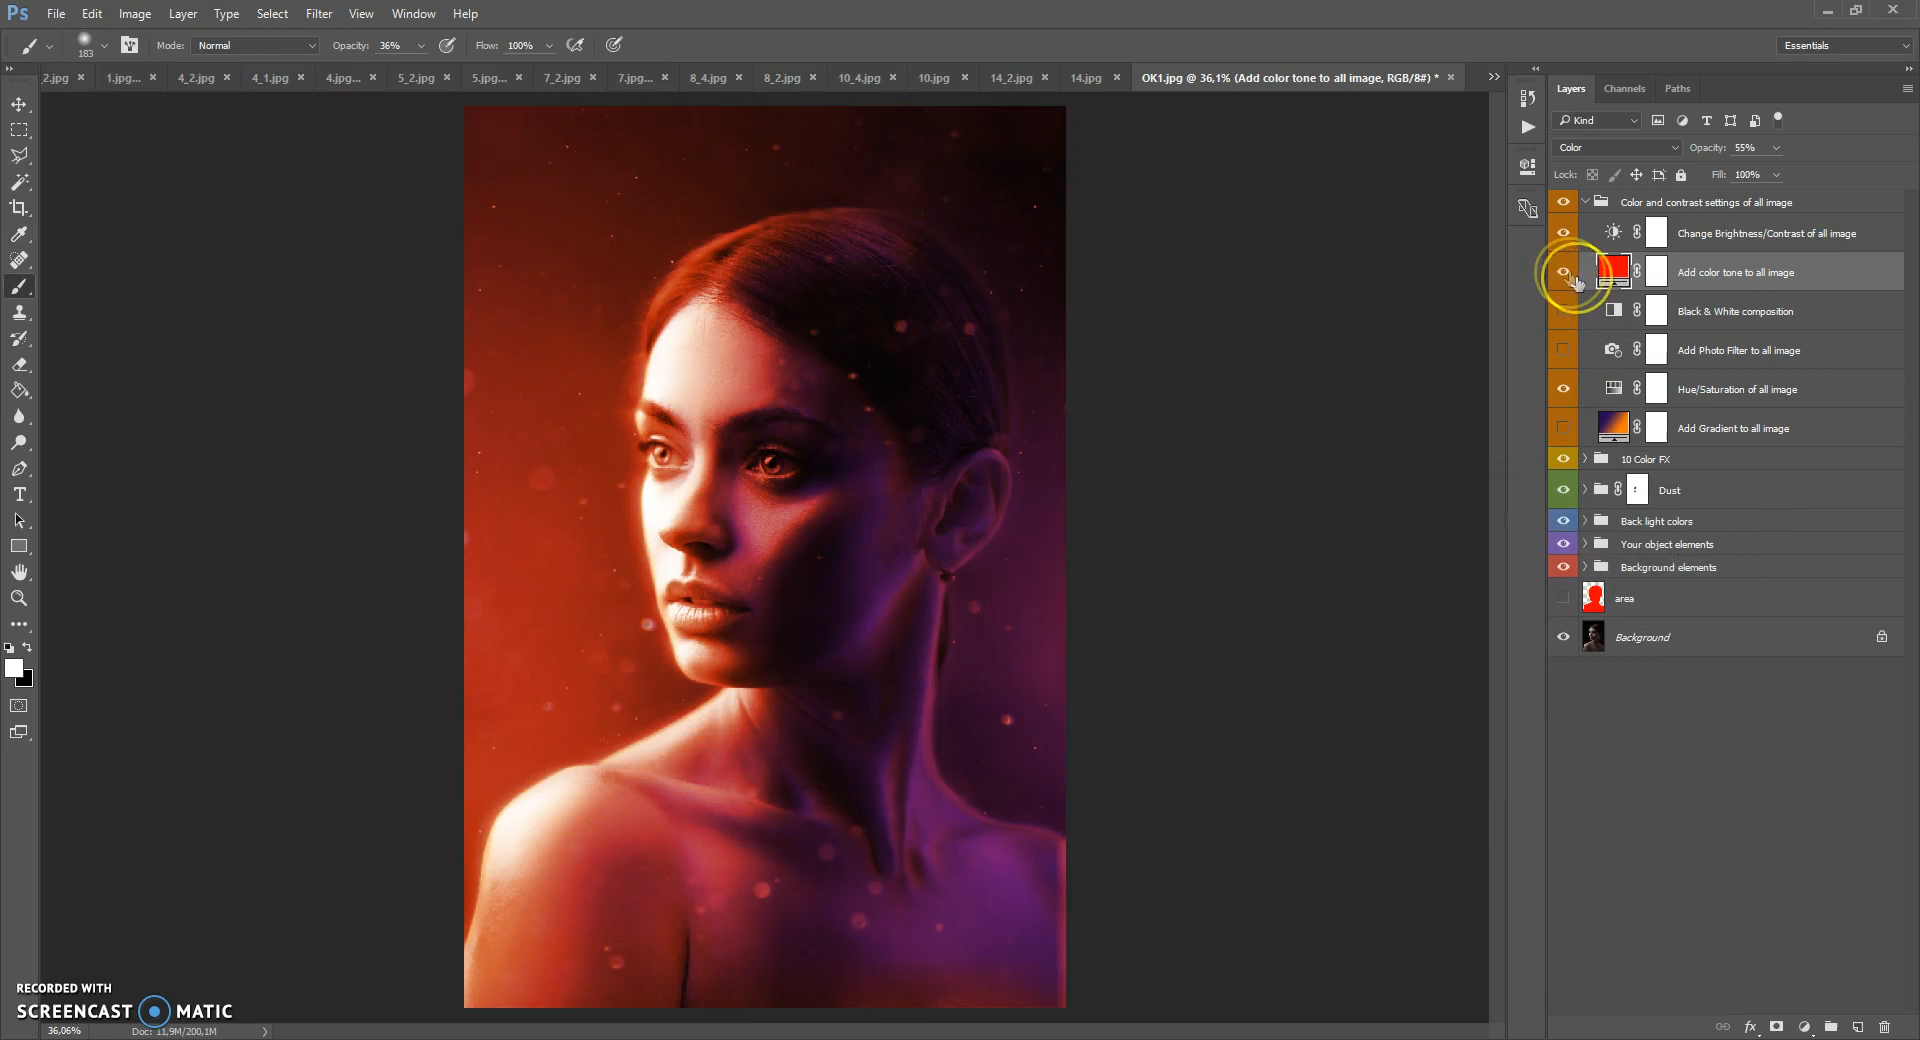 Ps File Edit Image Layer Type Select Filter 3D View Window Help
183 Mode: Normal Opacity: 36% Flow: 100% Essentials
_2.jpg × 1.jpg... × 4_2.jpg × 4_1.jpg × 4.jpg... × 5_2.jpg × 5.jpg... × 7_2.jpg × 7.jpg... × 8_4.jpg × 8_2.jpg × 10_4.jpg × 10.jpg × 14_2.jpg × 14.jpg × OK1.jpg @ 36,1% (Add color tone to all image, RGB/8#) * ×
Layers Channels Paths
Kind
Color Opacity: 55%
Lock: Fill: 100%
Color and contrast settings of all image
Change Brightness/Contrast of all image
Add color tone to all image
Black & White composition
Add Photo Filter to all image
Hue/Saturation of all image
Add Gradient to all image
10 Color FX
Dust
Back light colors
Your object elements
Background elements
area
Background
RECORDED WITH
SCREENCAST MATIC
36,06% Doc: 11,9M/200,1M
fx